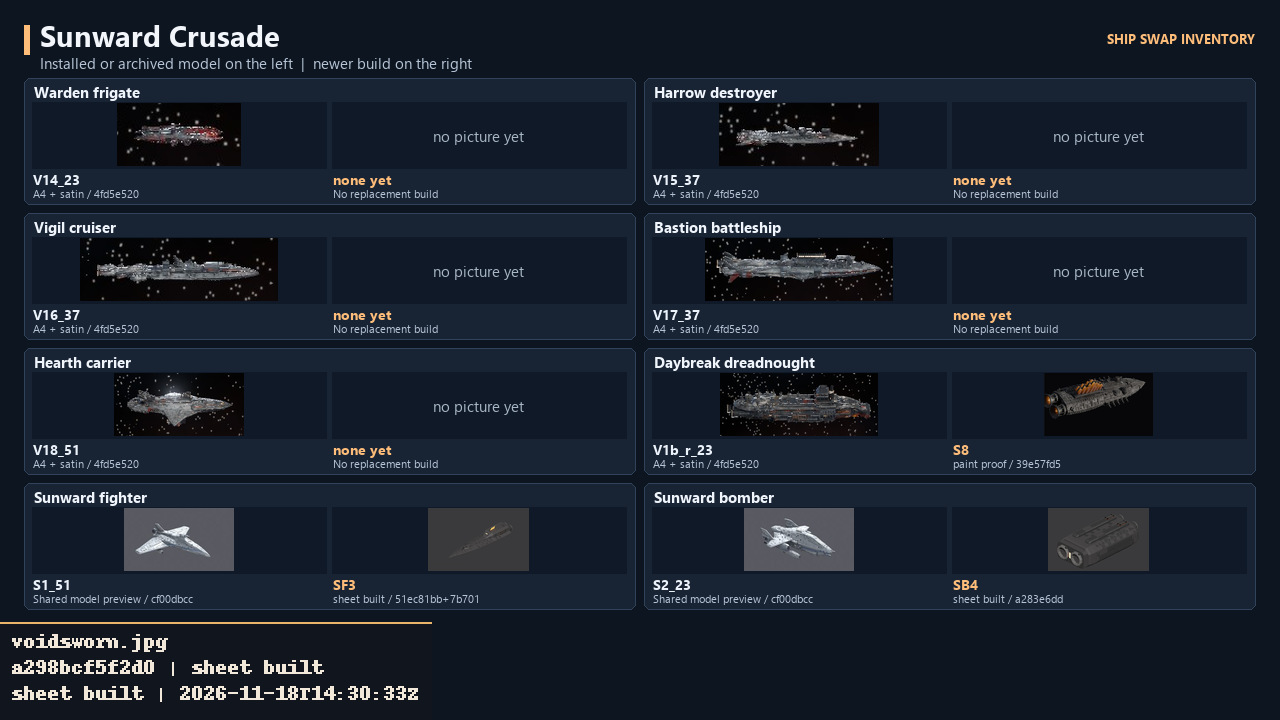 Sunward Crusade
SHIP SWAP INVENTORY
Installed or archived model on the left | newer build on the right
Warden frigate
no picture yet
V14_23
A4 + satin / 4fd5e520
none yet
No replacement build
Harrow destroyer
no picture yet
V15_37
A4 + satin / 4fd5e520
none yet
No replacement build
Vigil cruiser
no picture yet
V16_37
A4 + satin / 4fd5e520
none yet
No replacement build
Bastion battleship
no picture yet
V17_37
A4 + satin / 4fd5e520
none yet
No replacement build
Hearth carrier
no picture yet
V18_51
A4 + satin / 4fd5e520
none yet
No replacement build
Daybreak dreadnought
V1b_r_23
A4 + satin / 4fd5e520
S8
paint proof / 39e57fd5
Sunward fighter
S1_51
Shared model preview / cf00dbcc
SF3
sheet built / 51ec81bb+7b701
Sunward bomber
S2_23
Shared model preview / cf00dbcc
SB4
sheet built / a283e6dd
voidsworn.jpg
a298bcf5f2d0 | sheet built
sheet built | 2026-11-18T14:30:33Z